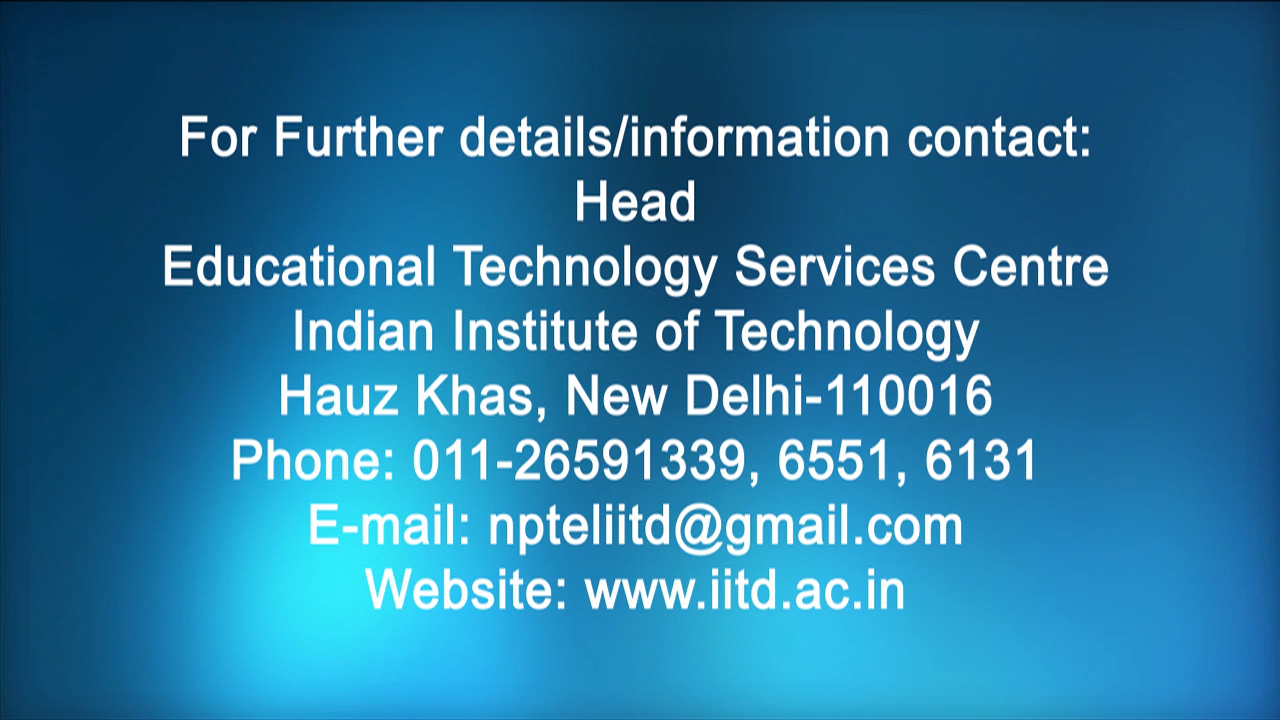 For Further details/information contact:
Head
Educational Technology Services Centre
Indian Institute of Technology
Hauz Khas, New Delhi-110016
Phone: 011-26591339, 6551, 6131
E-mail: npteliitd@gmail.com
Website: www.iitd.ac.in